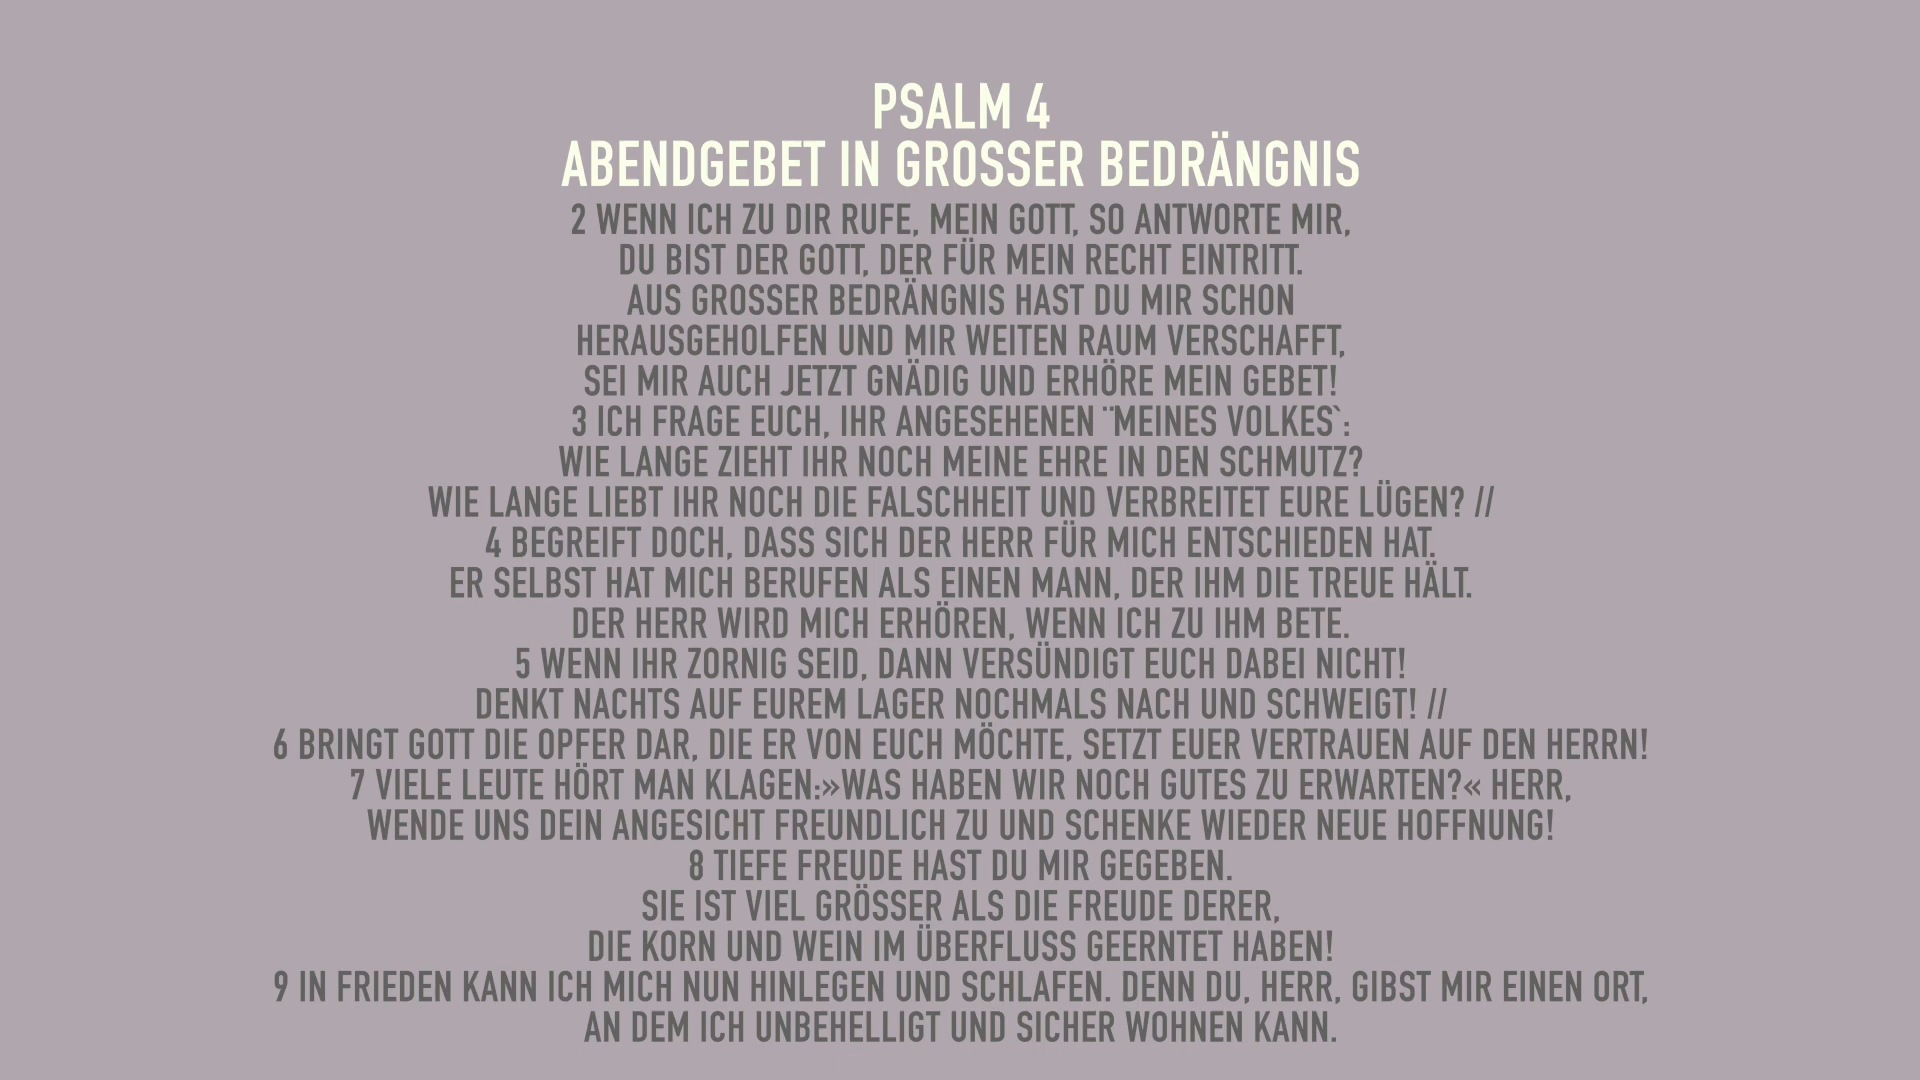 PSALM 4
ABENDGEBET IN GROSSER BEDRÄNGNIS
2 WENN ICH ZU DIR RUFE, MEIN GOTT, SO ANTWORTE MIR,
DU BIST DER GOTT, DER FÜR MEIN RECHT EINTRITT.
AUS GROSSER BEDRÄNGNIS HAST DU MIR SCHON
HERAUSGEHOLFEN UND MIR WEITEN RAUM VERSCHAFFT,
SEI MIR AUCH JETZT GNÄDIG UND ERHÖRE MEIN GEBET!
3 ICH FRAGE EUCH, IHR ANGESEHENEN ¨MEINES VOLKES`:
WIE LANGE ZIEHT IHR NOCH MEINE EHRE IN DEN SCHMUTZ?
WIE LANGE LIEBT IHR NOCH DIE FALSCHHEIT UND VERBREITET EURE LÜGEN? //
4 BEGREIFT DOCH, DASS SICH DER HERR FÜR MICH ENTSCHIEDEN HAT.
ER SELBST HAT MICH BERUFEN ALS EINEN MANN, DER IHM DIE TREUE HÄLT.
DER HERR WIRD MICH ERHÖREN, WENN ICH ZU IHM BETE.
5 WENN IHR ZORNIG SEID, DANN VERSÜNDIGT EUCH DABEI NICHT!
DENKT NACHTS AUF EUREM LAGER NOCHMALS NACH UND SCHWEIGT! //
6 BRINGT GOTT DIE OPFER DAR, DIE ER VON EUCH MÖCHTE, SETZT EUER VERTRAUEN AUF DEN HERRN!
7 VIELE LEUTE HÖRT MAN KLAGEN:»WAS HABEN WIR NOCH GUTES ZU ERWARTEN?« HERR,
WENDE UNS DEIN ANGESICHT FREUNDLICH ZU UND SCHENKE WIEDER NEUE HOFFNUNG!
8 TIEFE FREUDE HAST DU MIR GEGEBEN.
SIE IST VIEL GRÖSSER ALS DIE FREUDE DERER,
DIE KORN UND WEIN IM ÜBERFLUSS GEERNTET HABEN!
9 IN FRIEDEN KANN ICH MICH NUN HINLEGEN UND SCHLAFEN. DENN DU, HERR, GIBST MIR EINEN ORT,
AN DEM ICH UNBEHELLIGT UND SICHER WOHNEN KANN.